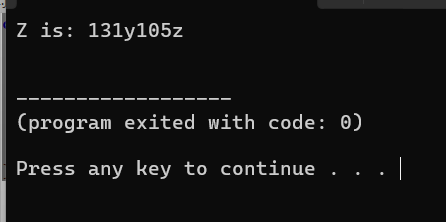 Z is: 131y105z
------------------
(program exited with code: 0)
Press any key to continue . . .